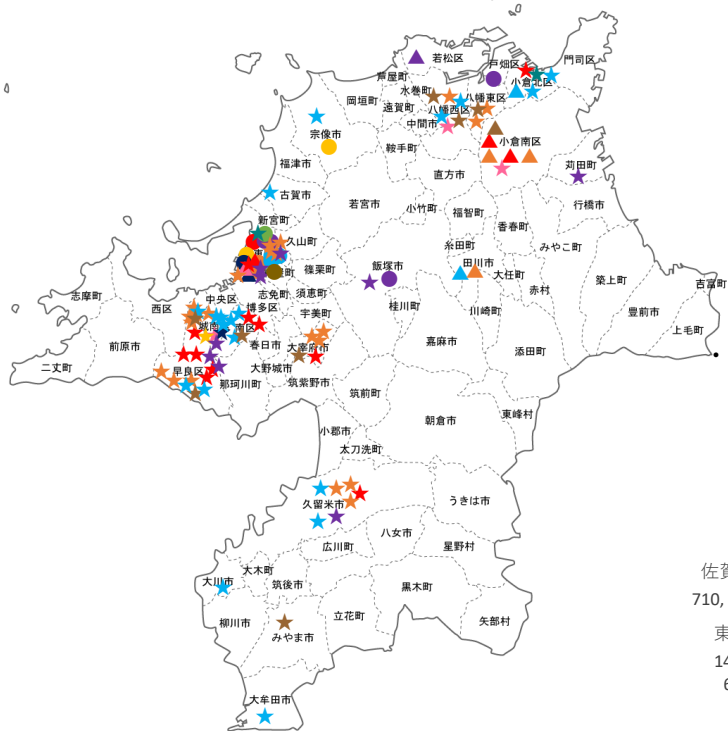 若松区
門司区
戸畑区
芦屋町
小倉北区
水巻町
岡垣町
遠賀町
八幡東区
八幡西区
中間市
宗像市
小倉南区
鞍手町
福津市
直方市
苅田町
古賀市
若宮市
行橋市
小竹町
福智町
新宮町
香春町
久山町
糸田町
みやこ町
飯塚市
田川市
篠栗町
大任町
志免町
須恵町
吉富町
志摩町
中央区
西区
博多区
宇美町
桂川町
川崎町
赤村
築上町
豊前市
上毛町
城南
南区
前原市
春日市
大宰府市
嘉麻市
添田町
二丈町
早良区
大野城市
那珂川町
筑紫野市
筑前町
朝倉市
東峰村
小郡市
太刀洗町
久留米市
うきは市
八女市
広川町
星野村
大木町
大川市
筑後市
黒木町
柳川市
立花町
みやま市
矢部村
大牟田市
佐賀
710,
東
14
6